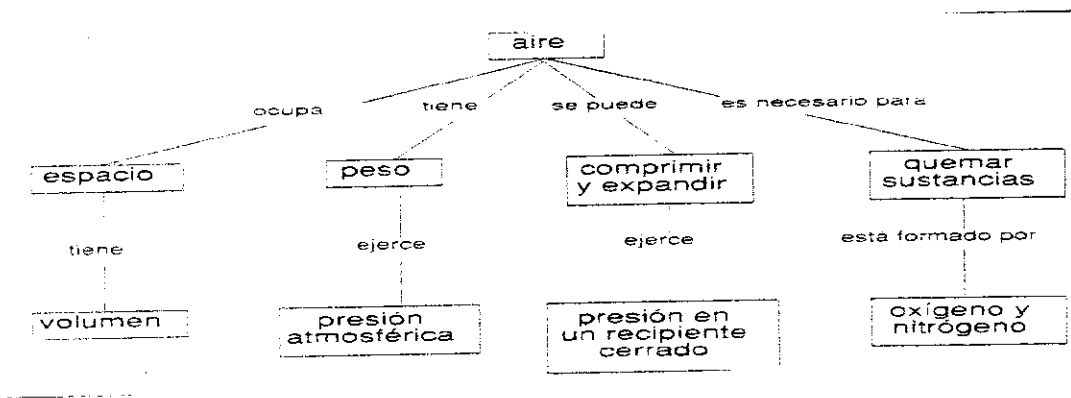 aire
ocupa
tiene
se puede
es necesario para
espacio
peso
comprimir
y expandir
quemar
sustancias
tiene
ejerce
ejerce
está formado por
volumen
presión
atmosférica
presión en
un recipiente
cerrado
oxígeno y
nitrógeno